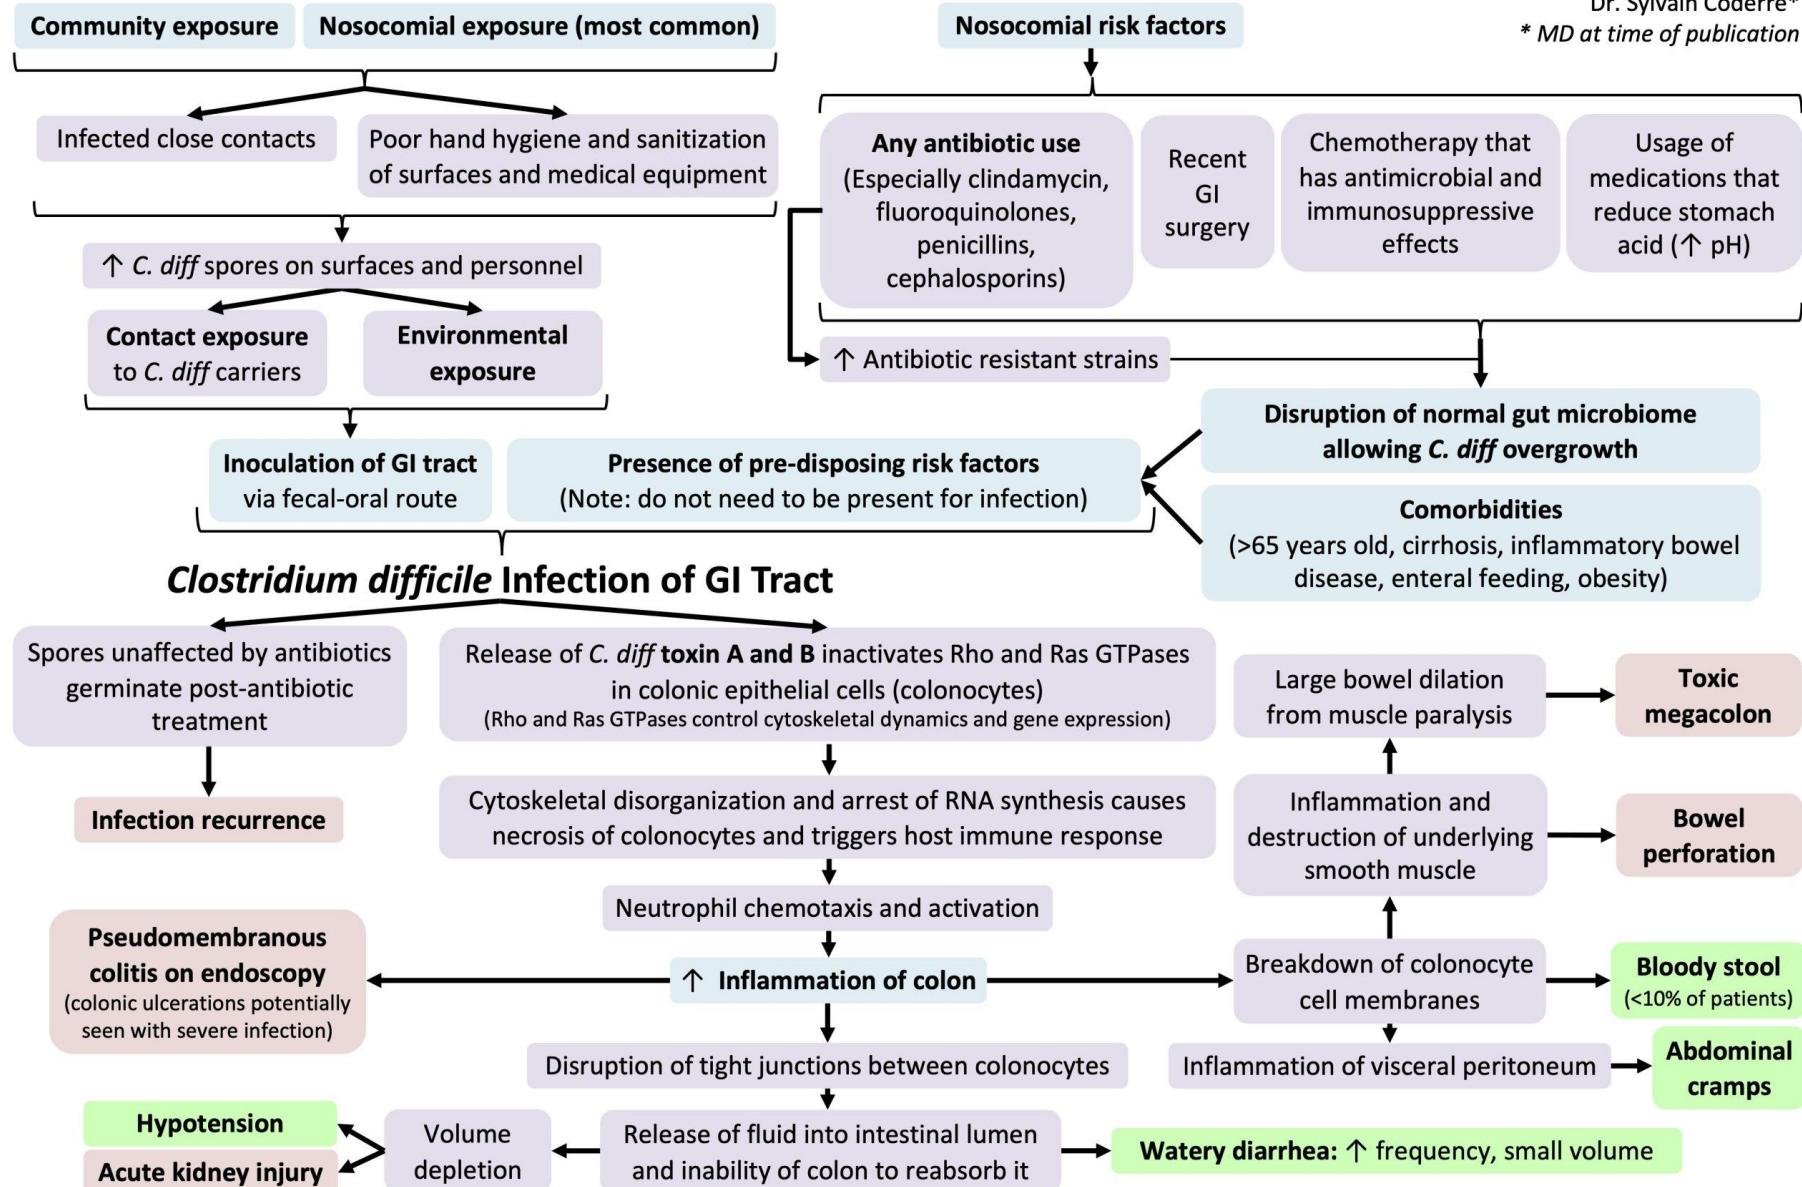 Dr. Sylvain Coderre*
* MD at time of publication
Community exposure
Nosocomial exposure (most common)
Nosocomial risk factors
Infected close contacts
Poor hand hygiene and sanitization
of surfaces and medical equipment
Any antibiotic use
(Especially clindamycin,
fluoroquinolones,
penicillins,
cephalosporins)
Recent
GI
surgery
Chemotherapy that
has antimicrobial and
immunosuppressive
effects
Usage of
medications that
reduce stomach
acid (↑ pH)
↑ C. diff spores on surfaces and personnel
Contact exposure
to C. diff carriers
Environmental
exposure
↑ Antibiotic resistant strains
Disruption of normal gut microbiome
allowing C. diff overgrowth
Inoculation of GI tract
via fecal-oral route
Presence of pre-disposing risk factors
(Note: do not need to be present for infection)
Comorbidities
(>65 years old, cirrhosis, inflammatory bowel
disease, enteral feeding, obesity)
Clostridium difficile Infection of GI Tract
Spores unaffected by antibiotics
germinate post-antibiotic
treatment
Release of C. diff toxin A and B inactivates Rho and Ras GTPases
in colonic epithelial cells (colonocytes)
(Rho and Ras GTPases control cytoskeletal dynamics and gene expression)
Large bowel dilation
from muscle paralysis
Toxic
megacolon
Infection recurrence
Cytoskeletal disorganization and arrest of RNA synthesis causes
necrosis of colonocytes and triggers host immune response
Inflammation and
destruction of underlying
smooth muscle
Bowel
perforation
Neutrophil chemotaxis and activation
Pseudomembranous
colitis on endoscopy
(colonic ulcerations potentially
seen with severe infection)
↑ Inflammation of colon
Breakdown of colonocyte
cell membranes
Bloody stool
(<10% of patients)
Disruption of tight junctions between colonocytes
Inflammation of visceral peritoneum
Abdominal
cramps
Hypotension
Acute kidney injury
Volume
depletion
Release of fluid into intestinal lumen
and inability of colon to reabsorb it
Watery diarrhea: ↑ frequency, small volume